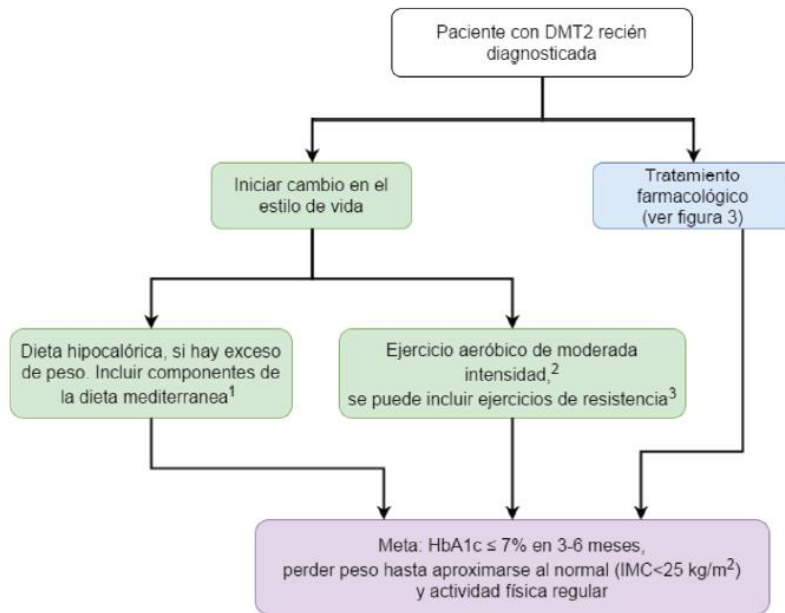 Paciente con DMT2 recién
diagnosticada
Iniciar cambio en el
estilo de vida
Tratamiento
farmacológico
(ver figura 3)
Dieta hipocalórica, si hay exceso
de peso. Incluir componentes de
la dieta mediterranea1
Ejercicio aeróbico de moderada
intensidad,2
se puede incluir ejercicios de resistencia3
Meta: HbA1c ≤ 7% en 3-6 meses,
perder peso hasta aproximarse al normal (IMC<25 kg/m2)
y actividad física regular